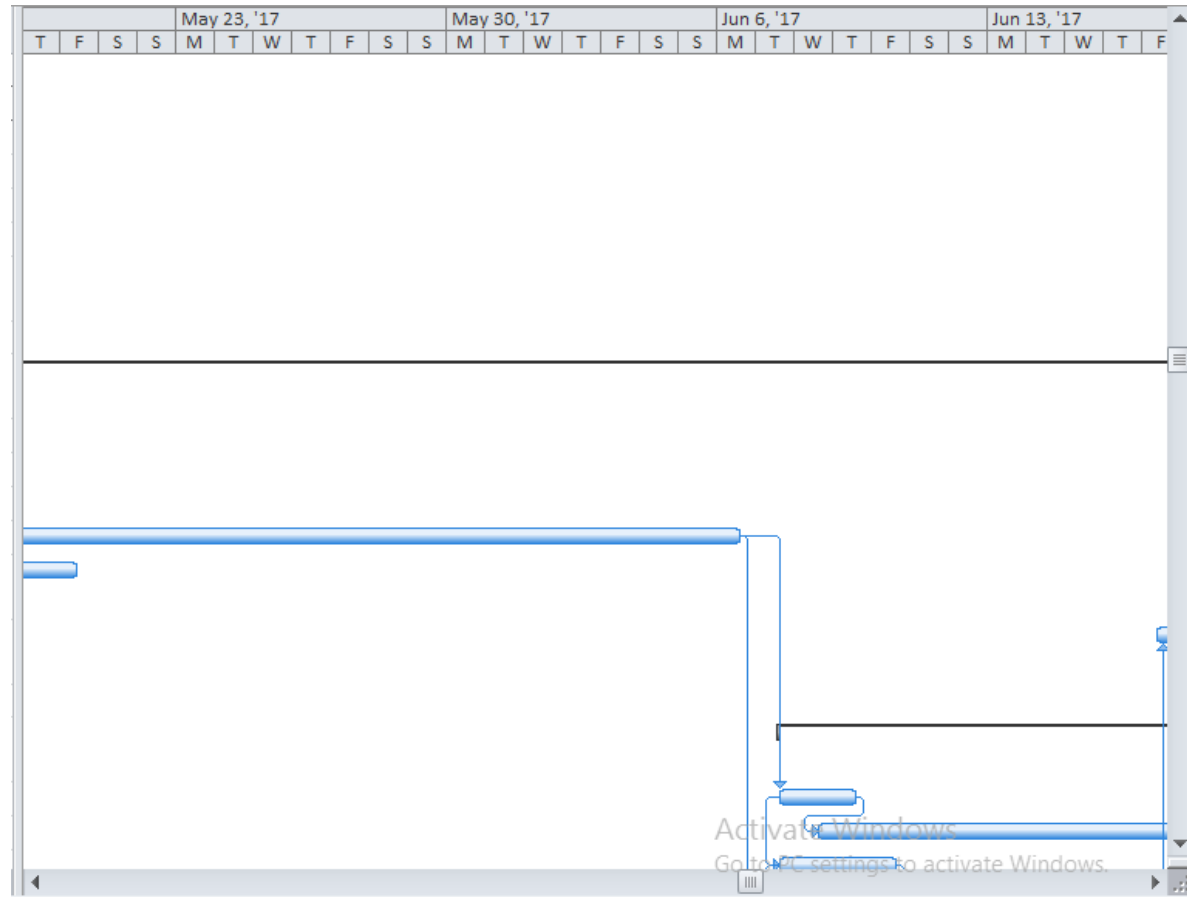 May 23, '17 May 30, '17 Jun 6, '17 Jun 13, '17
T F S S M T W T F S S M T W T F S S M T W T F S S M T W T F
Activate Windows
Go to PC settings to activate Windows.